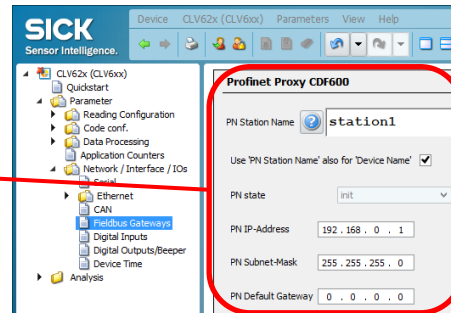 SICK
Sensor Intelligence.
Device CLV62x (CLV6xx) Parameters View Help
CLV62x (CLV6xx)
Quickstart
Parameter
Reading Configuration
Code conf.
Data Processing
Application Counters
Network / Interface / IOs
Serial
Ethernet
CAN
Fieldbus Gateways
Digital Inputs
Digital Outputs/Beeper
Device Time
Analysis
Profinet Proxy CDF600
PN Station Name ? station1
Use 'PN Station Name' also for 'Device Name'
PN state init
PN IP-Address 192 . 168 . 0 . 1
PN Subnet-Mask 255 . 255 . 255 . 0
PN Default Gateway 0 . 0 . 0 . 0